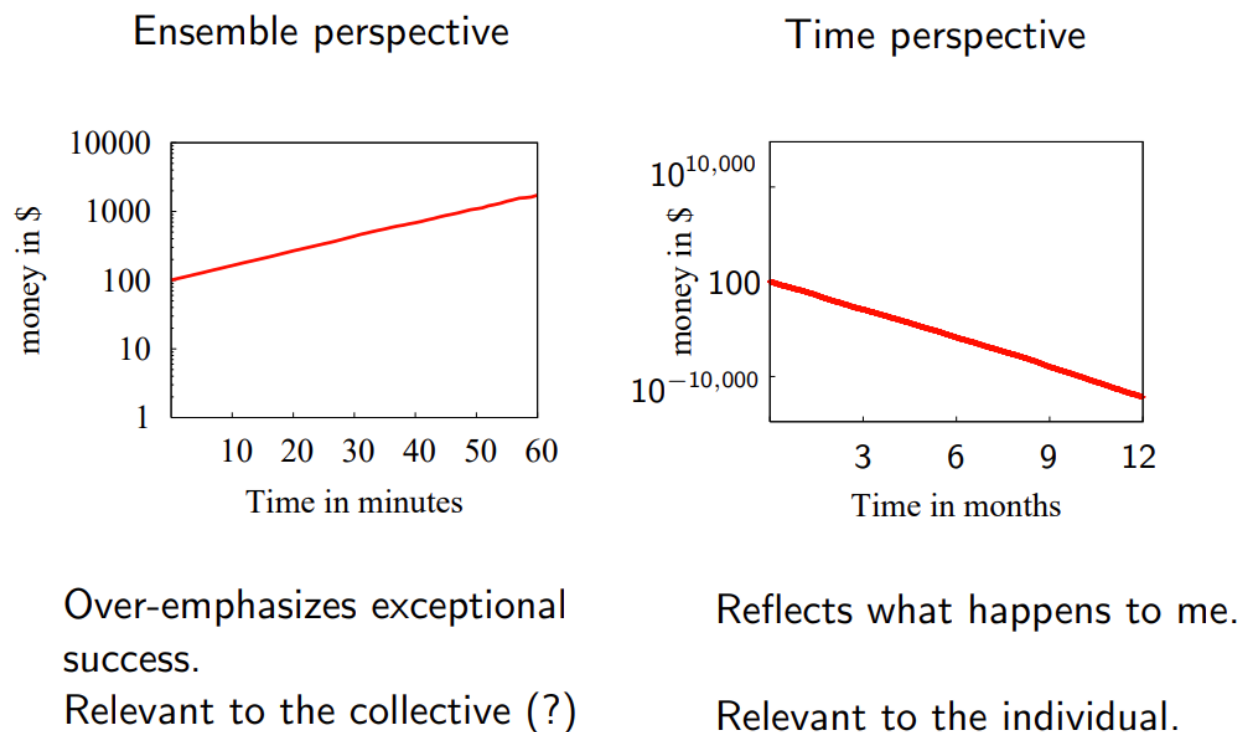 Ensemble perspective
10000
1000
100
10
1
money in $
10 20 30 40 50 60
Time in minutes
Over-emphasizes exceptional
success.
Relevant to the collective (?)
Time perspective
10^{10,000}
100
10^{-10,000}
money in $
3 6 9 12
Time in months
Reflects what happens to me.
Relevant to the individual.